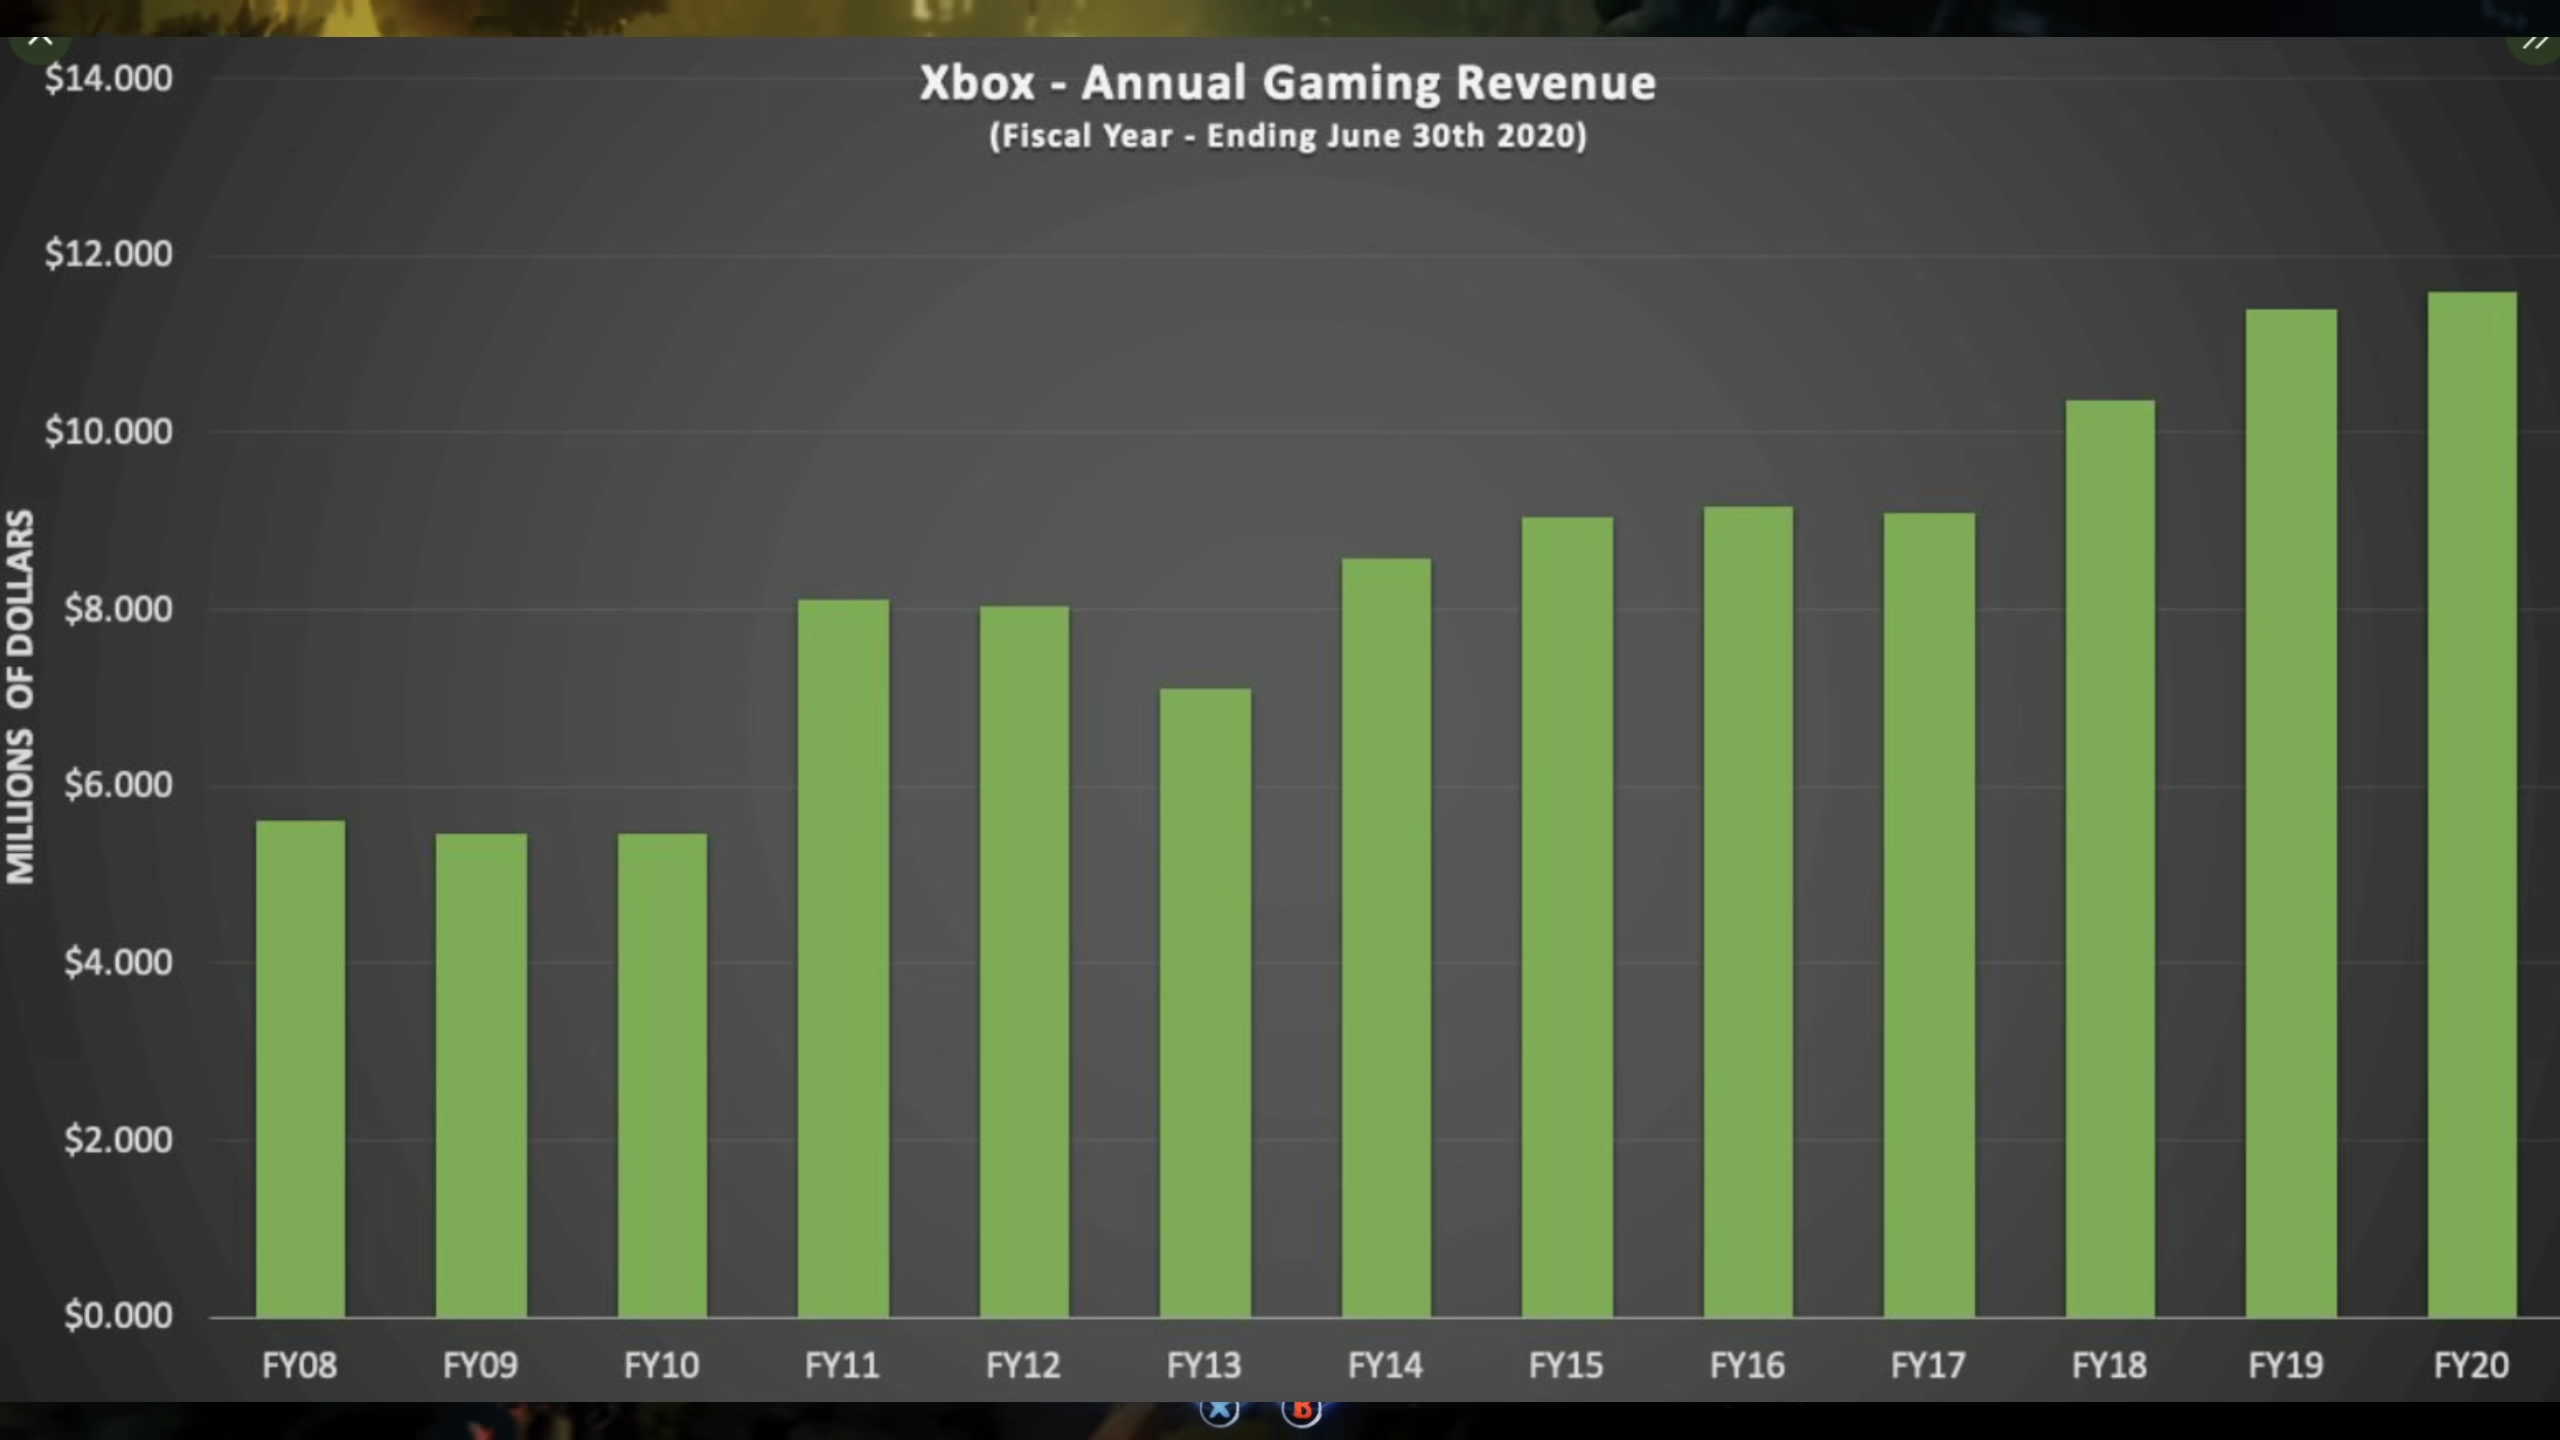 Xbox - Annual Gaming Revenue
(Fiscal Year - Ending June 30th 2020)
MILLIONS OF DOLLARS
$14.000
$12.000
$10.000
$8.000
$6.000
$4.000
$2.000
$0.000
FY08 FY09 FY10 FY11 FY12 FY13 FY14 FY15 FY16 FY17 FY18 FY19 FY20
X B